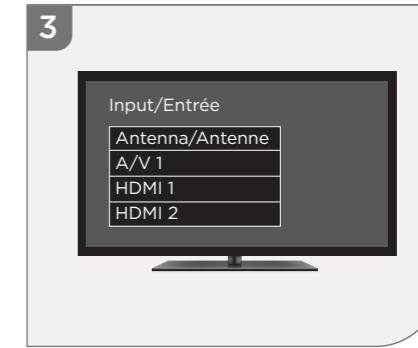 3
Input/Entrée
Antenna/Antenne
A/V 1
HDMI 1
HDMI 2